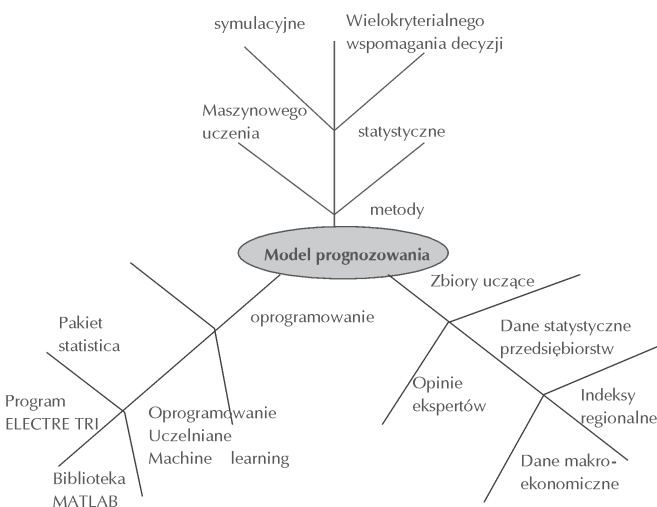 symulacyjne
Wielokryterialnego
wspomagania decyzji
Maszynowego
uczenia
statystyczne
metody
Model prognozowania
oprogramowanie
Zbiory uczące
Pakiet
statistica
Dane statystyczne
przedsiębiorstw
Program
ELECTRE TRI
Oprogramowanie
Uczelniane
Machine learning
Opinie
ekspertów
Indeksy
regionalne
Biblioteka
MATLAB
Dane makro-
ekonomiczne